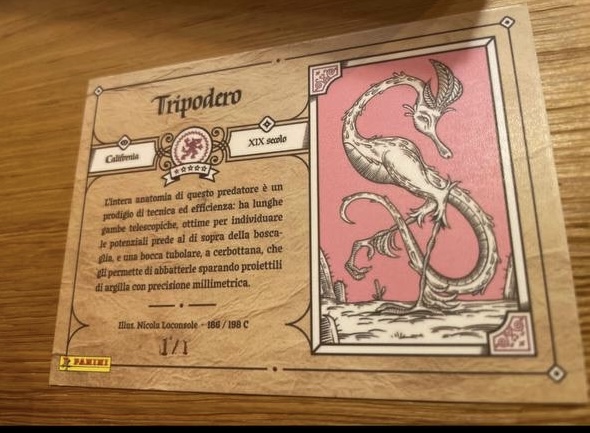 Tripodero
California
XIX secolo
L'intera anatomia di questo predatore è un
prodigio di tecnica ed efficienza: ha lunghe
gambe telescopiche, ottime per individuare
le potenziali prede al di sopra della bosca-
glia, e una bocca tubolare, a cerbottana, che
gli permette di abbatterle sparando proiettili
di argilla con precisione millimetrica.
Illus. Nicola Loconsole - 186 / 198 C
1/1
PANINI